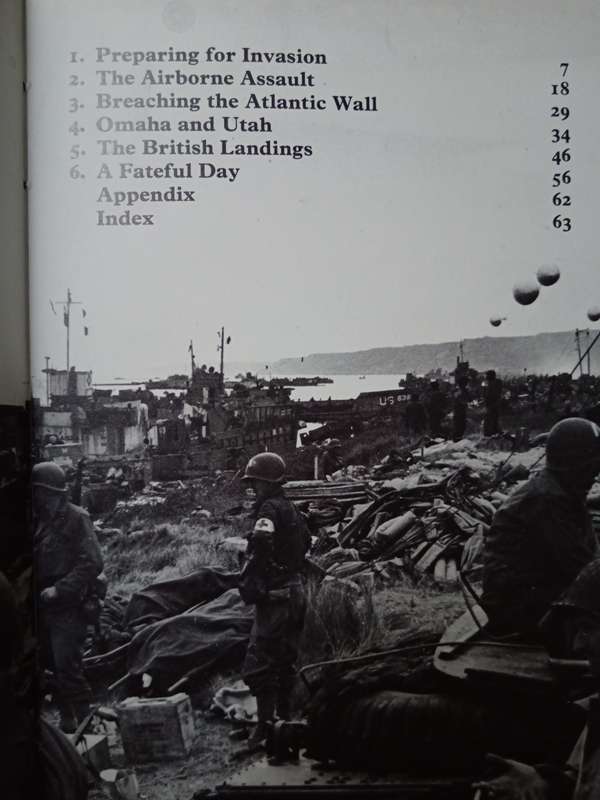 1. Preparing for Invasion 7
2. The Airborne Assault 18
3. Breaching the Atlantic Wall 29
4. Omaha and Utah 34
5. The British Landings 46
6. A Fateful Day 56
Appendix 62
Index 63